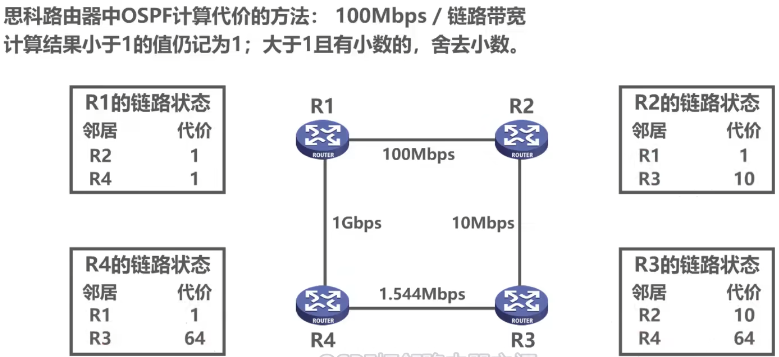 思科路由器中OSPF计算代价的方法： 100Mbps / 链路带宽
计算结果小于1的值仍记为1；大于1且有小数的，舍去小数。
R1的链路状态
邻居 代价
R2 1
R4 1
R1
R2
ROUTER
ROUTER
100Mbps
R2的链路状态
邻居 代价
R1 1
R3 10
1Gbps
10Mbps
R4的链路状态
邻居 代价
R1 1
R3 64
1.544Mbps
ROUTER
ROUTER
R4
R3
R3的链路状态
邻居 代价
R2 10
R4 64